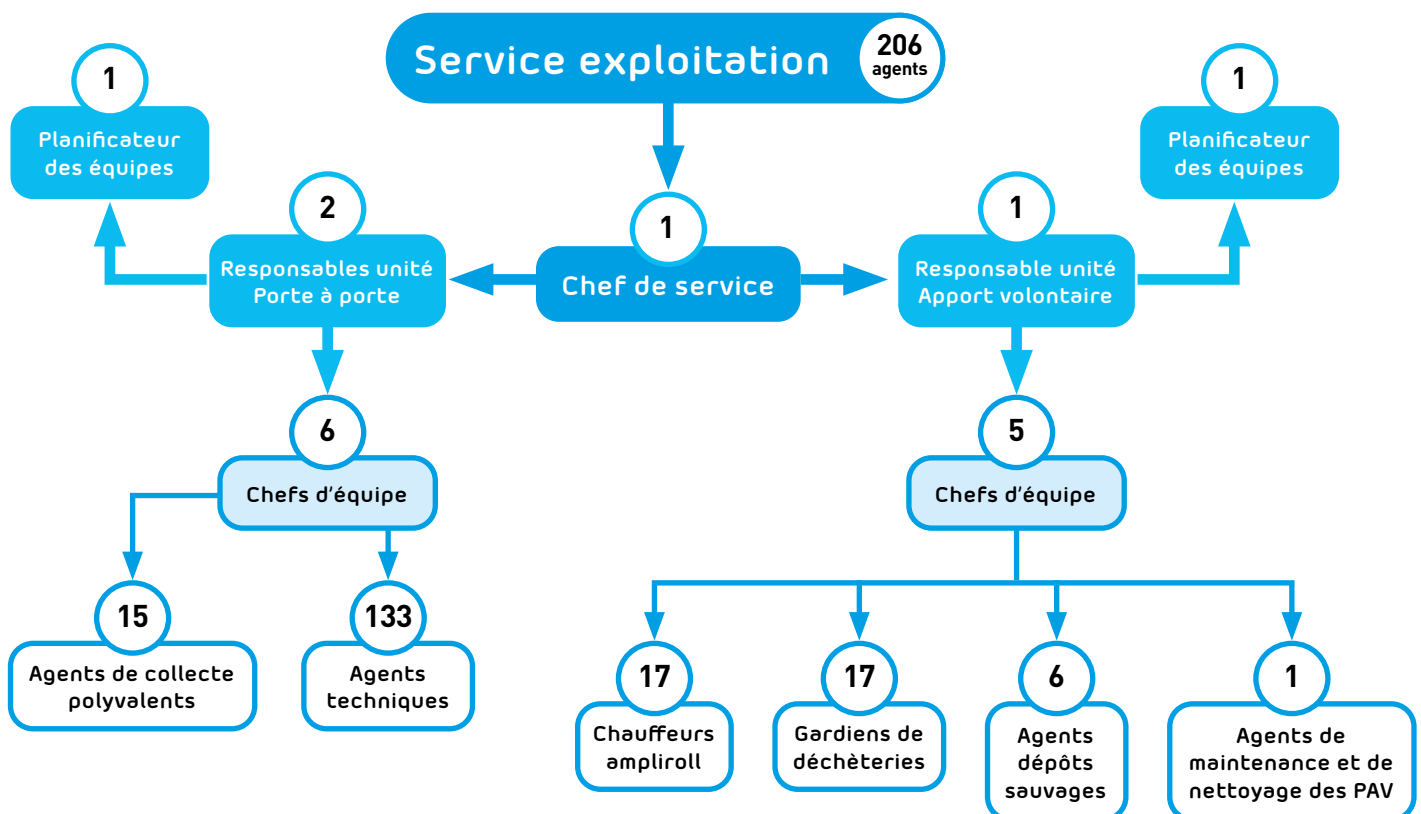 Service exploitation
206
agents
1
Planificateur
des équipes
1
Planificateur
des équipes
2
Responsables unité
Porte à porte
1
Chef de service
1
Responsable unité
Apport volontaire
6
Chefs d'équipe
5
Chefs d'équipe
15
Agents de collecte
polyvalents
133
Agents
techniques
17
Chauffeurs
ampliroll
17
Gardiens de
déchèteries
6
Agents
dépôts
sauvages
1
Agents de
maintenance et de
nettoyage des PAV